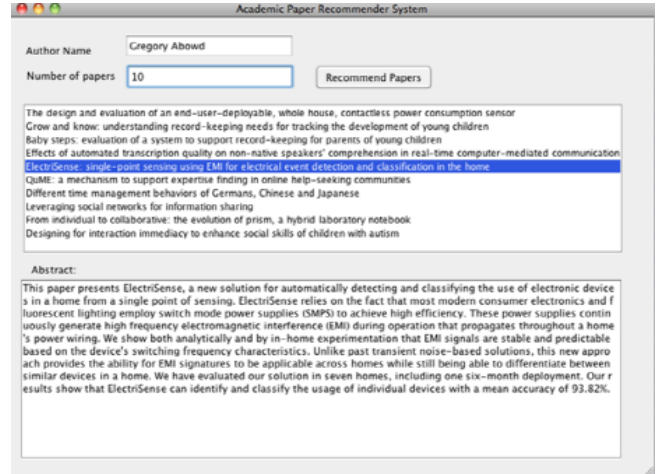 Academic Paper Recommender System
Author Name
Gregory Abowd
Number of papers
10
Recommend Papers
The design and evaluation of an end-user-deployable, whole house, contactless power consumption sensor
Grow and know: understanding record-keeping needs for tracking the development of young children
Baby steps: evaluation of a system to support record-keeping for parents of young children
Effects of automated transcription quality on non-native speakers' comprehension in real-time computer-mediated communication
ElectriSense: single-point sensing using EMI for electrical event detection and classification in the home
QuME: a mechanism to support expertise finding in online help-seeking communities
Different time management behaviors of Germans, Chinese and Japanese
Leveraging social networks for information sharing
From individual to collaborative: the evolution of prism, a hybrid laboratory notebook
Designing for interaction immediacy to enhance social skills of children with autism
Abstract:
This paper presents ElectriSense, a new solution for automatically detecting and classifying the use of electronic device
s in a home from a single point of sensing. ElectriSense relies on the fact that most modern consumer electronics and f
luorescent lighting employ switch mode power supplies (SMPS) to achieve high efficiency. These power supplies contin
uously generate high frequency electromagnetic interference (EMI) during operation that propagates throughout a home
's power wiring. We show both analytically and by in-home experimentation that EMI signals are stable and predictable
based on the device's switching frequency characteristics. Unlike past transient noise-based solutions, this new appro
ach provides the ability for EMI signatures to be applicable across homes while still being able to differentiate between
similar devices in a home. We have evaluated our solution in seven homes, including one six-month deployment. Our r
esults show that ElectriSense can identify and classify the usage of individual devices with a mean accuracy of 93.82%.